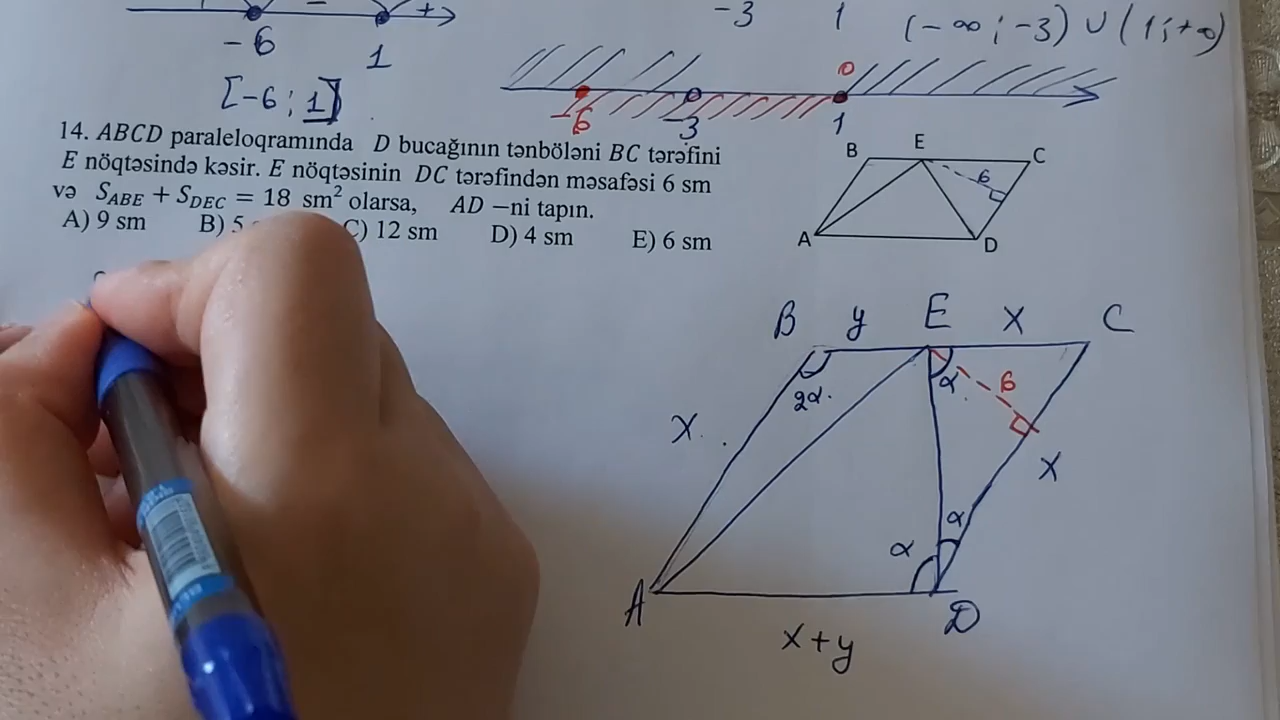 -6
1
[-6 ; 1]
-3 1 (-∞ ; -3) ∪ (1 ; +∞)
0
-6 -3 1
14. ABCD paraleloqramında D bucağının tənböləni BC tərəfini
E nöqtəsində kəsir. E nöqtəsinin DC tərəfindən məsafəsi 6 sm
və S_ABE + S_DEC = 18 sm² olarsa, AD –ni tapın.
A) 9 sm B) 5 C) 12 sm D) 4 sm E) 6 sm
B E C
6
A D
B y E x C
2α α 6
x x
α α
A D
x + y